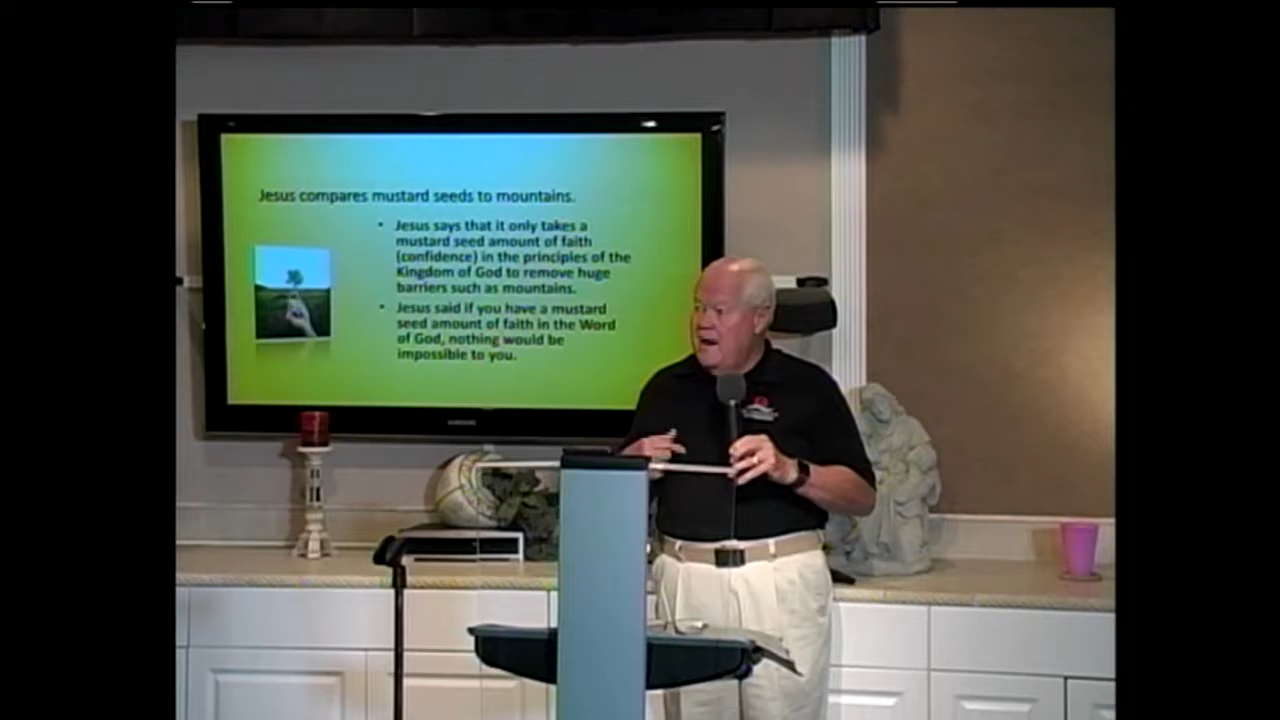 Jesus compares mustard seeds to mountains.
• Jesus says that it only takes a
mustard seed amount of faith
(confidence) in the principles of the
Kingdom of God to remove huge
barriers such as mountains.
• Jesus said if you have a mustard
seed amount of faith in the Word
of God, nothing would be
impossible to you.
SAMSUNG